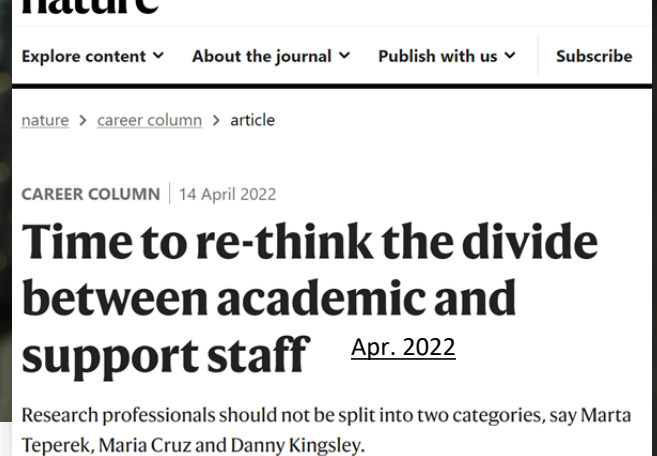 nature
Explore content
About the journal
Publish with us
Subscribe
nature > career column > article
CAREER COLUMN | 14 April 2022
Time to re-think the divide
between academic and
support staff
Apr. 2022
Research professionals should not be split into two categories, say Marta
Teperek, Maria Cruz and Danny Kingsley.